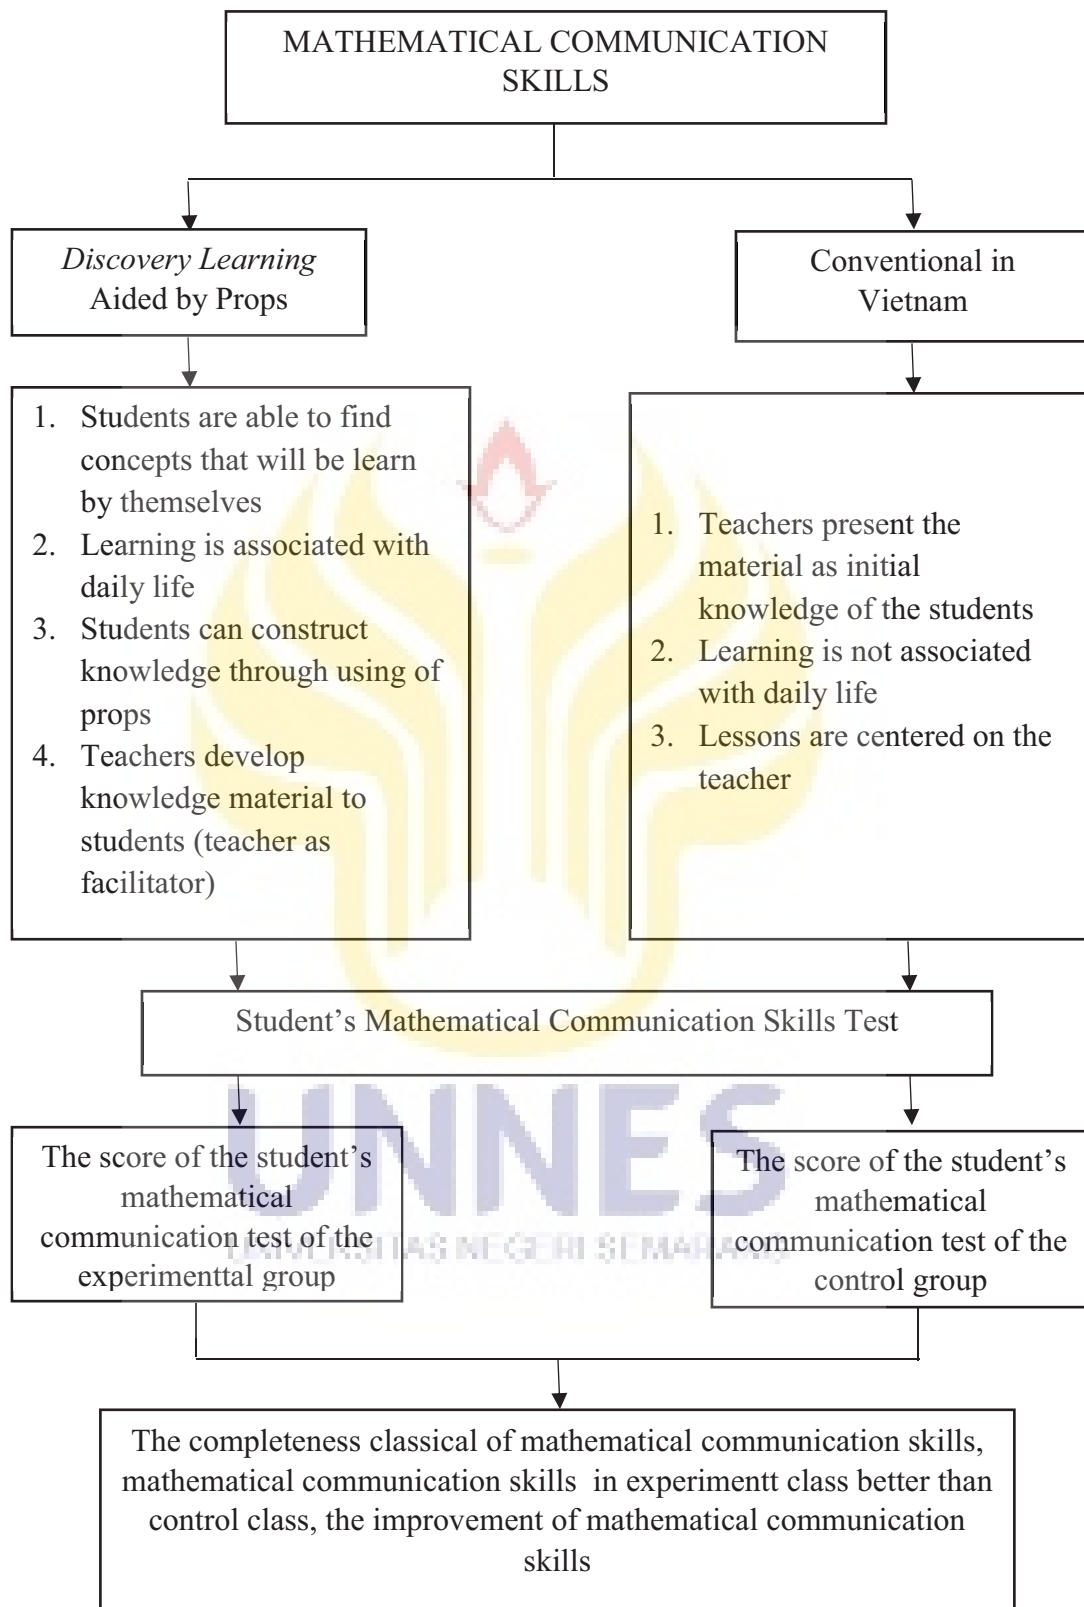 MATHEMATICAL COMMUNICATION
SKILLS
Discovery Learning
Aided by Props
Conventional in
Vietnam
1. Students are able to find
concepts that will be learn
by themselves
2. Learning is associated with
daily life
3. Students can construct
knowledge through using of
props
4. Teachers develop
knowledge material to
students (teacher as
facilitator)
1. Teachers present the
material as initial
knowledge of the students
2. Learning is not associated
with daily life
3. Lessons are centered on the
teacher
Student’s Mathematical Communication Skills Test
UNNES
UNIVERSITAS NEGERI SEMARANG
The score of the student’s
mathematical
communication test of the
experimenttal group
The score of the student’s
mathematical
communication test of the
control group
The completeness classical of mathematical communication skills,
mathematical communication skills in experimentt class better than
control class, the improvement of mathematical communication
skills